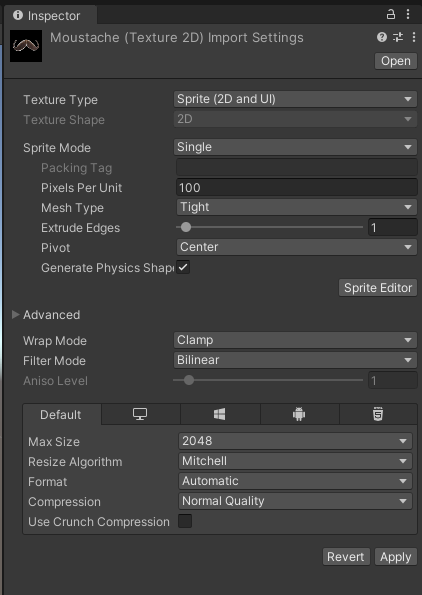 Inspector
Moustache (Texture 2D) Import Settings
Open
Texture Type Sprite (2D and UI)
Texture Shape 2D
Sprite Mode Single
Packing Tag
Pixels Per Unit 100
Mesh Type Tight
Extrude Edges 1
Pivot Center
Generate Physics Shape
Sprite Editor
Advanced
Wrap Mode Clamp
Filter Mode Bilinear
Aniso Level 1
Default
Max Size 2048
Resize Algorithm Mitchell
Format Automatic
Compression Normal Quality
Use Crunch Compression
Revert Apply